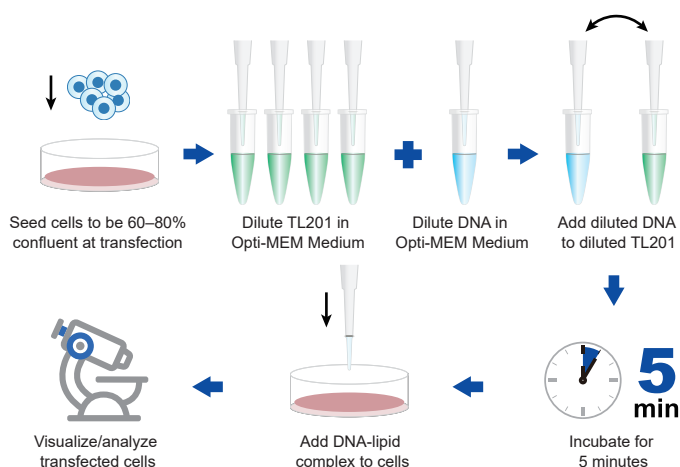 Seed cells to be 60–80%
confluent at transfection
Dilute TL201 in
Opti-MEM Medium
Dilute DNA in
Opti-MEM Medium
Add diluted DNA
to diluted TL201
5
min
Incubate for
5 minutes
Add DNA-lipid
complex to cells
Visualize/analyze
transfected cells